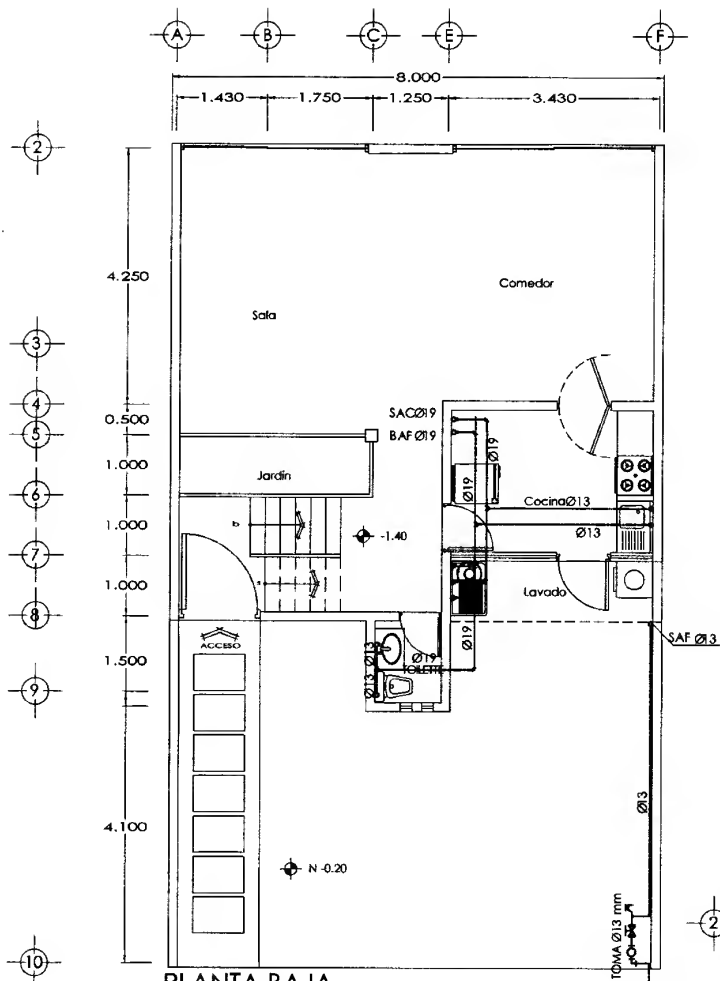 A B C E F
8.000
1.430 1.750 1.250 3.430
2
4.250
Comedor
Sala
3
4
0.500
SACØ19
5
BAF Ø19
Ø19
1.000
Jardín
Ø19
6
CocinaØ13
1.000
-1.40
Ø13
7
1.000
Lavado
8
ACCESO
Ø13
Ø19
Ø19
SAF Ø13
1.500
TOILETTE
Ø13
9
Ø13
4.100
N -0.20
2
TOMA Ø13 mm
10
PLANTA BAJA